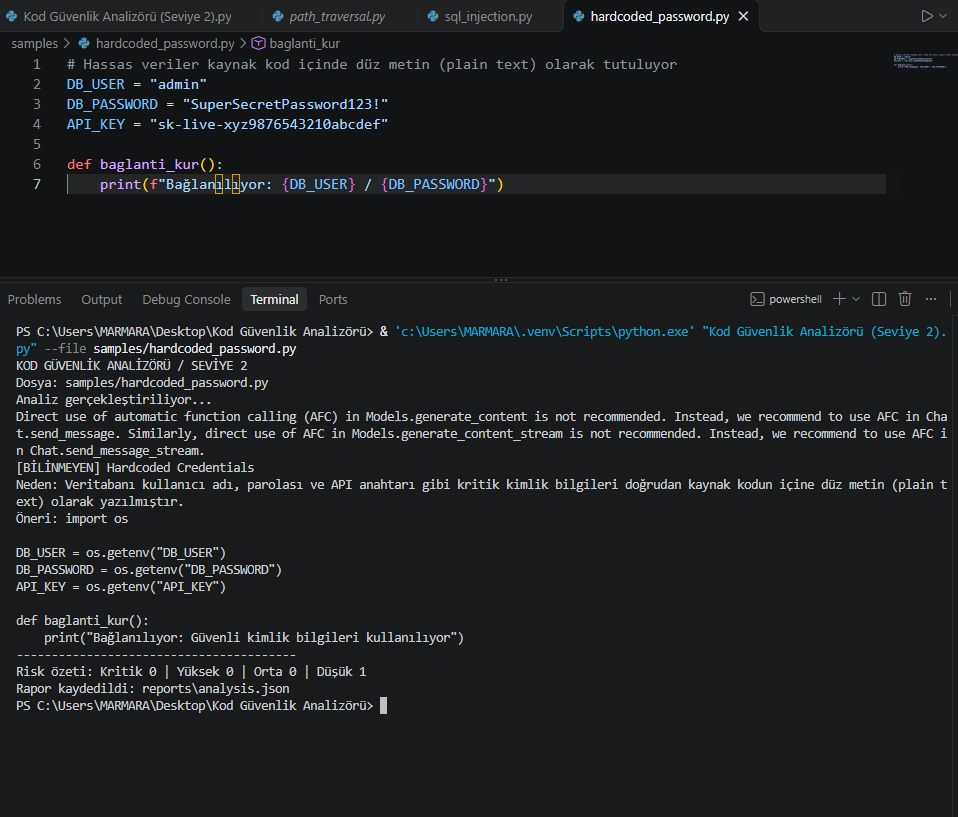 Kod Güvenlik Analizörü (Seviye 2).py
path_traversal.py
sql_injection.py
hardcoded_password.py
samples > hardcoded_password.py > baglanti_kur
1 # Hassas veriler kaynak kod içinde düz metin (plain text) olarak tutuluyor
2 DB_USER = "admin"
3 DB_PASSWORD = "SuperSecretPassword123!"
4 API_KEY = "sk-live-xyz9876543210abcdef"
5
6 def baglanti_kur():
7     print(f"Bağlanılıyor: {DB_USER} / {DB_PASSWORD}")
Problems Output Debug Console Terminal Ports
powershell
PS C:\Users\MARMARA\Desktop\Kod Güvenlik Analizörü> & 'c:\Users\MARMARA\.venv\Scripts\python.exe' "Kod Güvenlik Analizörü (Seviye 2).
py" --file samples/hardcoded_password.py
KOD GÜVENLİK ANALİZÖRÜ / SEVİYE 2
Dosya: samples/hardcoded_password.py
Analiz gerçekleştiriliyor...
Direct use of automatic function calling (AFC) in Models.generate_content is not recommended. Instead, we recommend to use AFC in Cha
t.send_message. Similarly, direct use of AFC in Models.generate_content_stream is not recommended. Instead, we recommend to use AFC i
n Chat.send_message_stream.
[BİLİNMEYEN] Hardcoded Credentials
Neden: Veritabanı kullanıcı adı, parolası ve API anahtarı gibi kritik kimlik bilgileri doğrudan kaynak kodun içine düz metin (plain t
ext) olarak yazılmıştır.
Öneri: import os
DB_USER = os.getenv("DB_USER")
DB_PASSWORD = os.getenv("DB_PASSWORD")
API_KEY = os.getenv("API_KEY")
def baglanti_kur():
    print("Bağlanılıyor: Güvenli kimlik bilgileri kullanılıyor")
----------------------------------------
Risk özeti: Kritik 0 | Yüksek 0 | Orta 0 | Düşük 1
Rapor kaydedildi: reports\analysis.json
PS C:\Users\MARMARA\Desktop\Kod Güvenlik Analizörü>